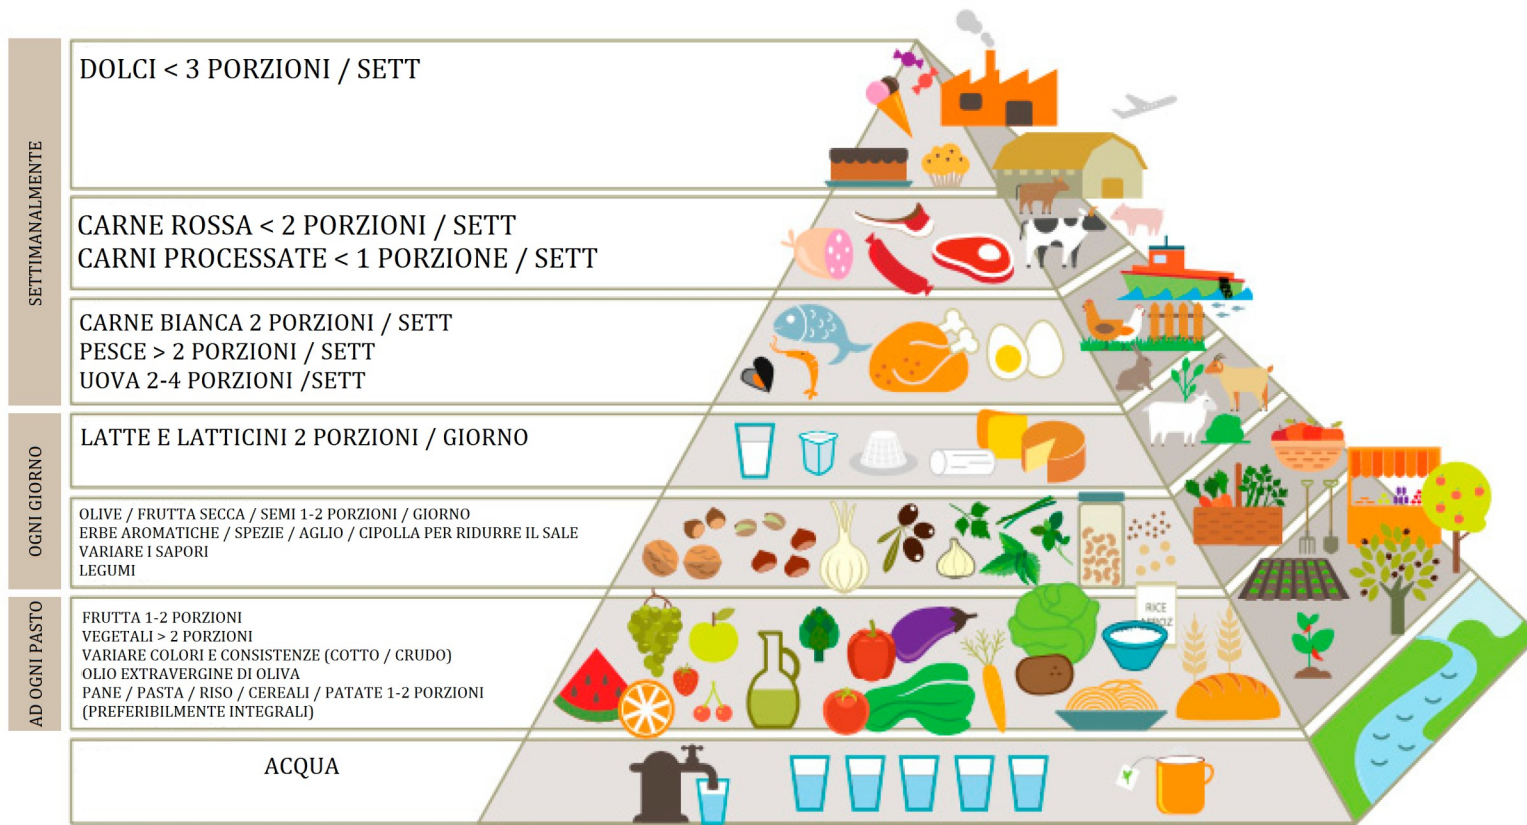 SETTIMANALMENTE
DOLCI < 3 PORZIONI / SETT
CARNE ROSSA < 2 PORZIONI / SETT
CARNI PROCESSATE < 1 PORZIONE / SETT
CARNE BIANCA 2 PORZIONI / SETT
PESCE > 2 PORZIONI / SETT
UOVA 2-4 PORZIONI /SETT
OGNI GIORNO
LATTE E LATTICINI 2 PORZIONI / GIORNO
OLIVE / FRUTTA SECCA / SEMI 1-2 PORZIONI / GIORNO
ERBE AROMATICHE / SPEZIE / AGLIO / CIPOLLA PER RIDURRE IL SALE
VARIARE I SAPORI
LEGUMI
AD OGNI PASTO
FRUTTA 1-2 PORZIONI
VEGETALI > 2 PORZIONI
VARIARE COLORI E CONSISTENZE (COTTO / CRUDO)
OLIO EXTRAVERGINE DI OLIVA
PANE / PASTA / RISO / CEREALI / PATATE 1-2 PORZIONI
(PREFERIBILMENTE INTEGRALI)
RICE
ACQUA